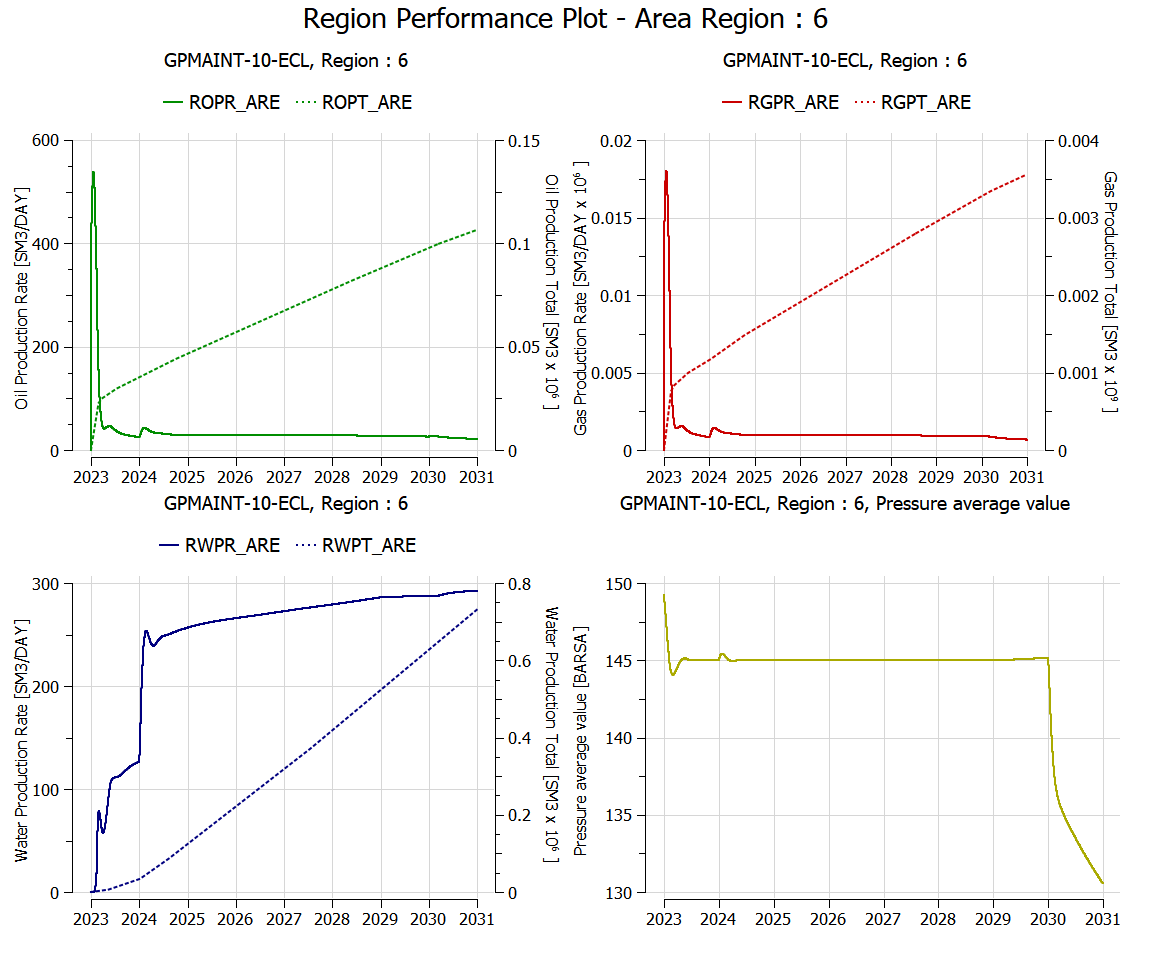 Region Performance Plot - Area Region : 6
GPMAINT-10-ECL, Region : 6
ROPR_ARE ROPT_ARE
600
400
200
0
Oil Production Rate [SM3/DAY]
0.15
0.1
0.05
0
Oil Production Total [SM3 x 10⁶ ]
2023 2024 2025 2026 2027 2028 2029 2030 2031
GPMAINT-10-ECL, Region : 6
RGPR_ARE RGPT_ARE
0.02
0.015
0.01
0.005
0
Gas Production Rate [SM3/DAY x 10⁶ ]
0.004
0.003
0.002
0.001
0
Gas Production Total [SM3 x 10⁹ ]
2023 2024 2025 2026 2027 2028 2029 2030 2031
GPMAINT-10-ECL, Region : 6
RWPR_ARE RWPT_ARE
300
200
100
0
Water Production Rate [SM3/DAY]
0.8
0.6
0.4
0.2
0
Water Production Total [SM3 x 10⁶ ]
2023 2024 2025 2026 2027 2028 2029 2030 2031
GPMAINT-10-ECL, Region : 6, Pressure average value
150
145
140
135
130
Pressure average value [BARSA]
2023 2024 2025 2026 2027 2028 2029 2030 2031